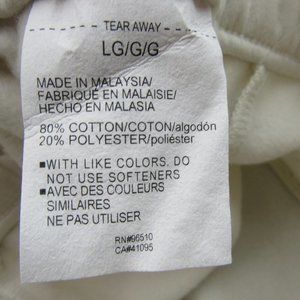 TEAR AWAY
LG/G/G
MADE IN MALAYSIA/
FABRIQUÉ EN MALAISIE/
HECHO EN MALASIA
80% COTTON/COTON/algodón
20% POLYESTER/poliéster
■WITH LIKE COLORS. DO
NOT USE SOFTENERS
■AVEC DES COULEURS
SIMILAIRES
NE PAS UTILISER
RN#96510
CA#41095